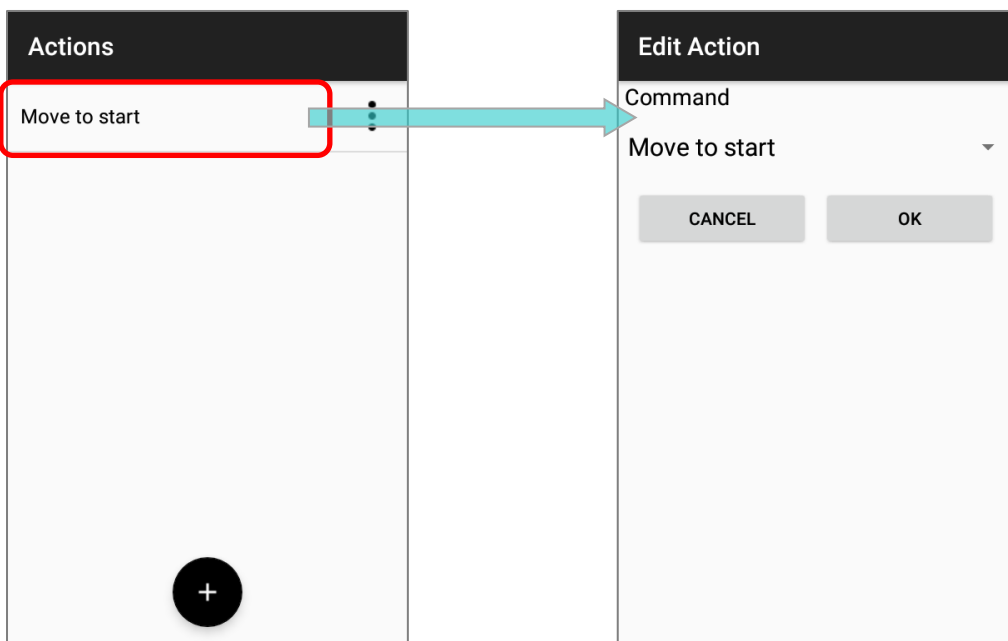 Actions
Move to start
+
Edit Action
Command
Move to start
CANCEL
OK